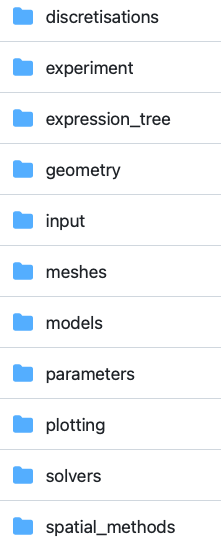 discretisations
experiment
expression_tree
geometry
input
meshes
models
parameters
plotting
solvers
spatial_methods